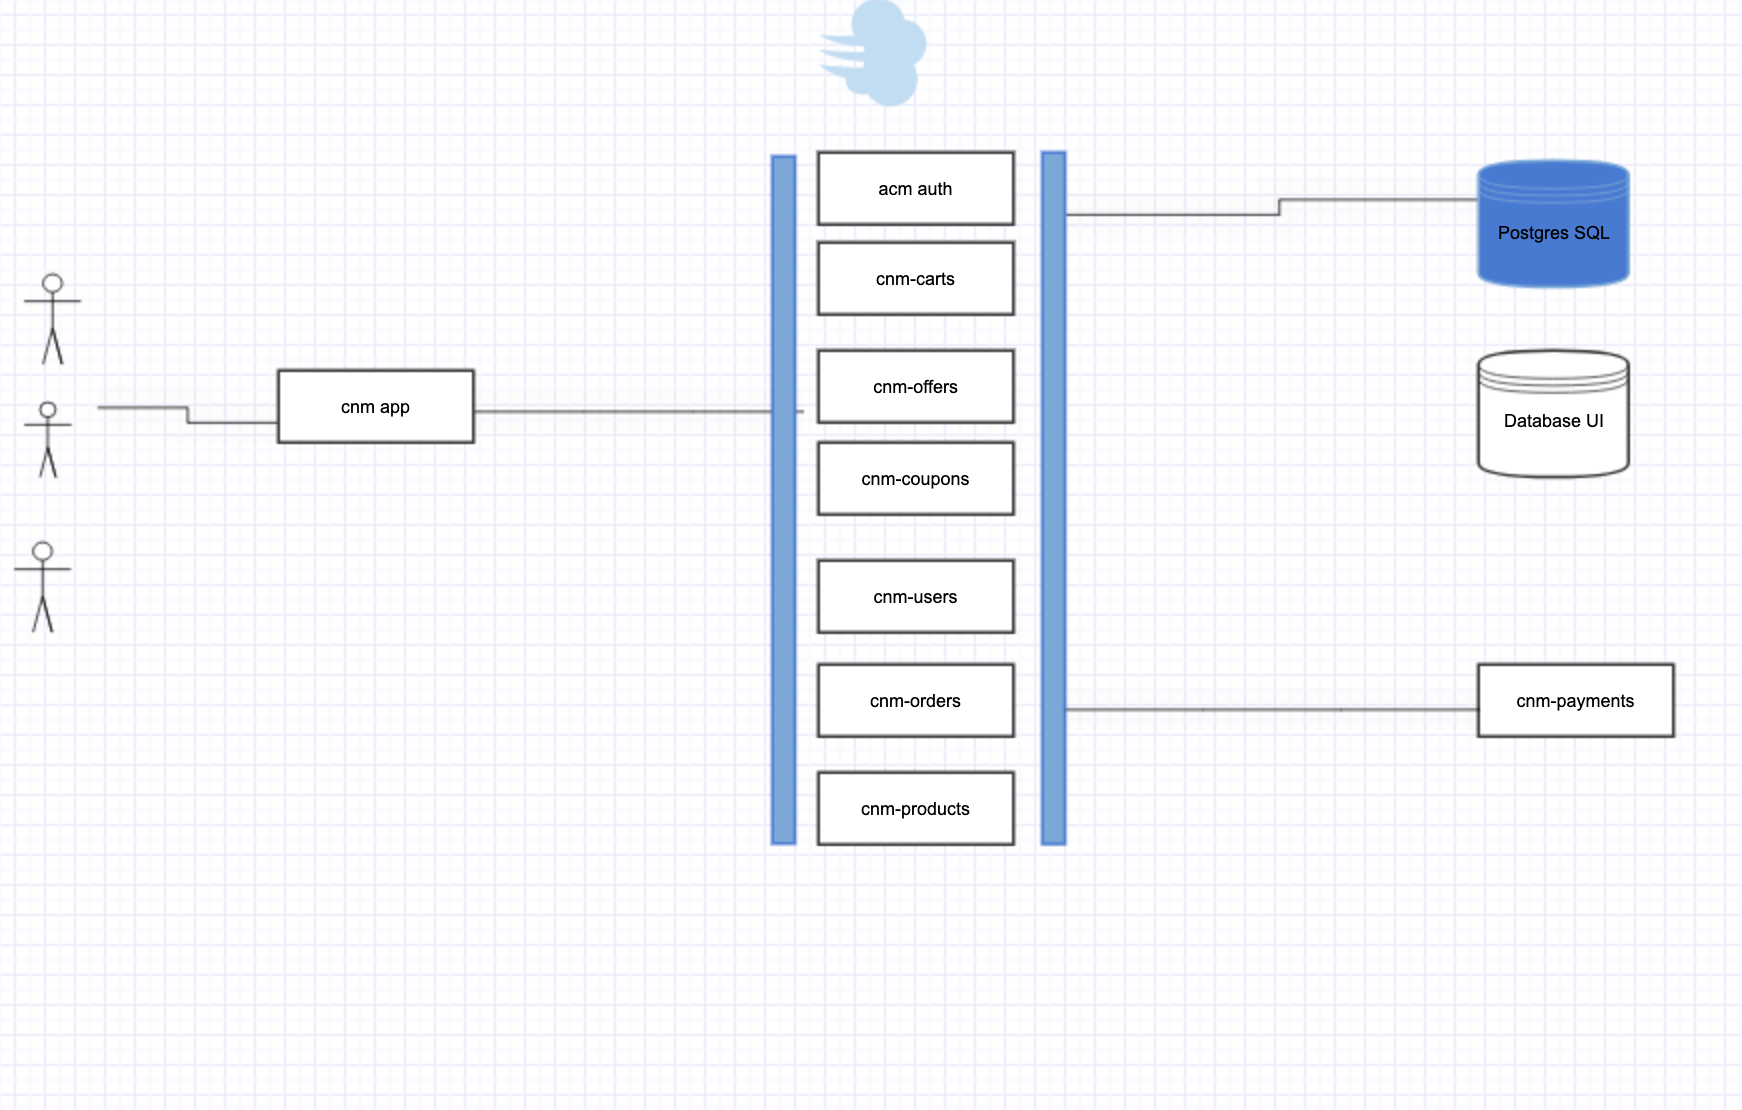 acm auth
cnm-carts
cnm-offers
cnm-coupons
cnm-users
cnm-orders
cnm-products
cnm app
Postgres SQL
Database UI
cnm-payments